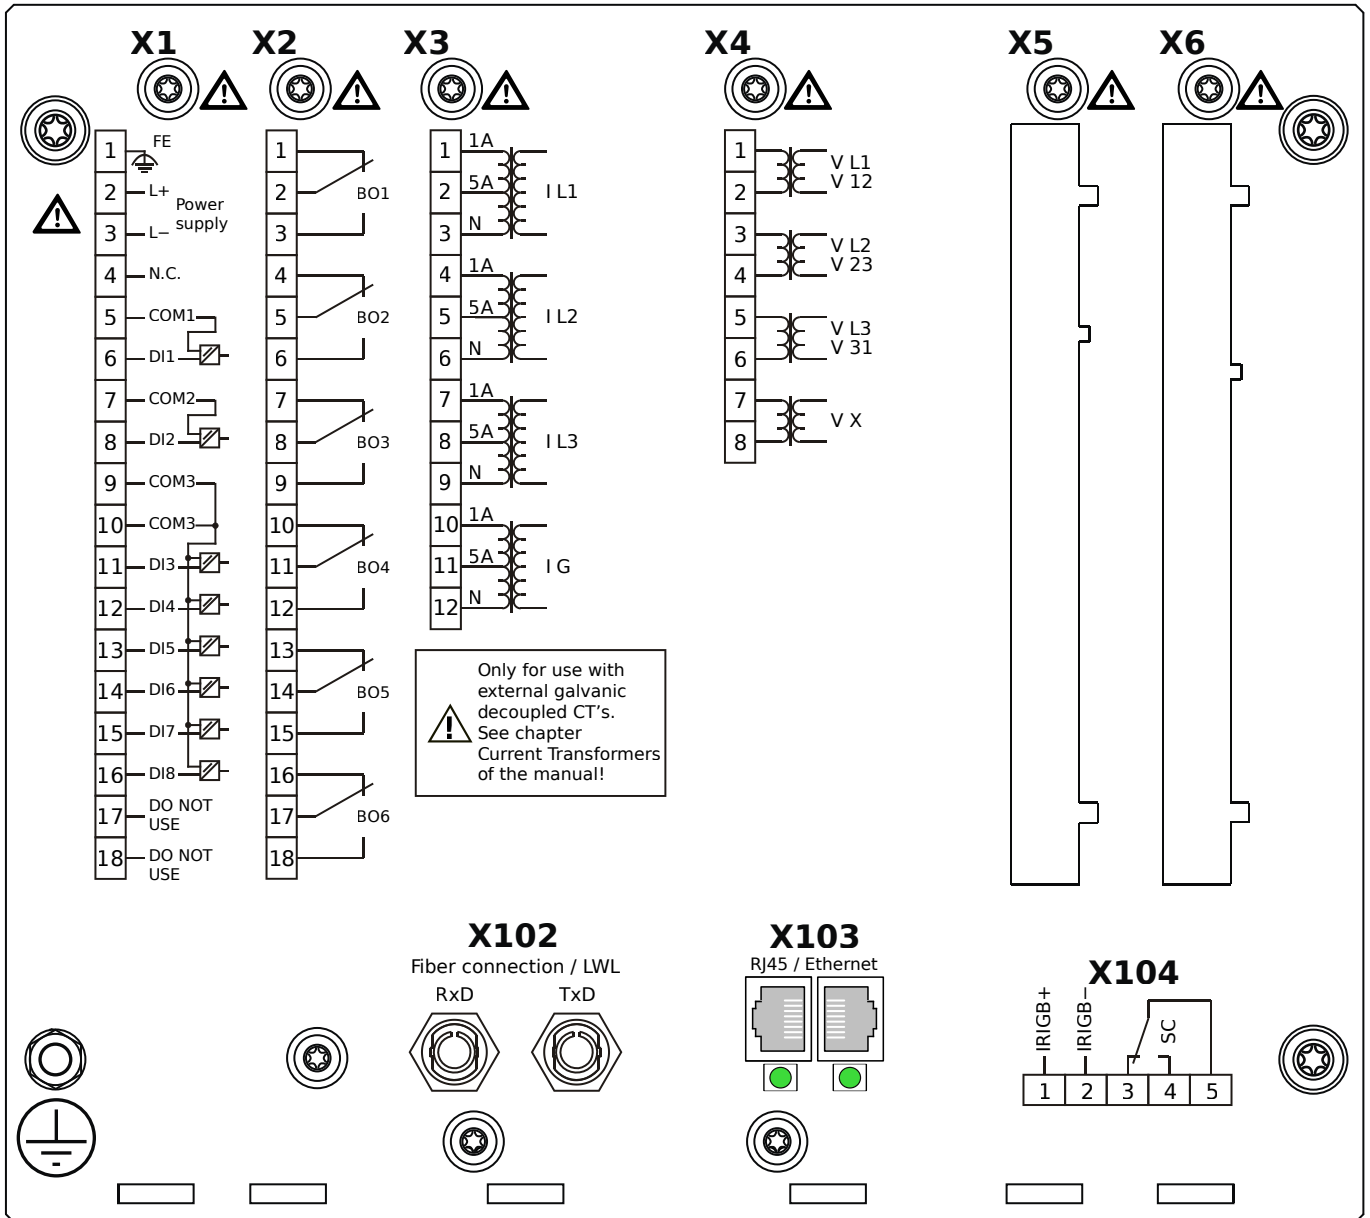 X1
X2
X3
X4
X5
X6
1 FE
2 L+
Power
supply
3 L−
4 N.C.
5 COM1
6 DI1
7 COM2
8 DI2
9 COM3
10 COM3
11 DI3
12 DI4
13 DI5
14 DI6
15 DI7
16 DI8
17 DO NOT
USE
18 DO NOT
USE
1
2 BO1
3
4
5 BO2
6
7
8 BO3
9
10
11 BO4
12
13
14 BO5
15
16
17 BO6
18
1 1A
2 5A I L1
3 N
4 1A
5 5A I L2
6 N
7 1A
8 5A I L3
9 N
10 1A
11 5A I G
12 N
Only for use with
external galvanic
decoupled CT's.
See chapter
Current Transformers
of the manual!
1 V L1
2 V 12
3 V L2
4 V 23
5 V L3
6 V 31
7 V X
8
X102
Fiber connection / LWL
RxD TxD
X103
RJ45 / Ethernet
X104
IRIGB+
IRIGB−
SC
1 2 3 4 5